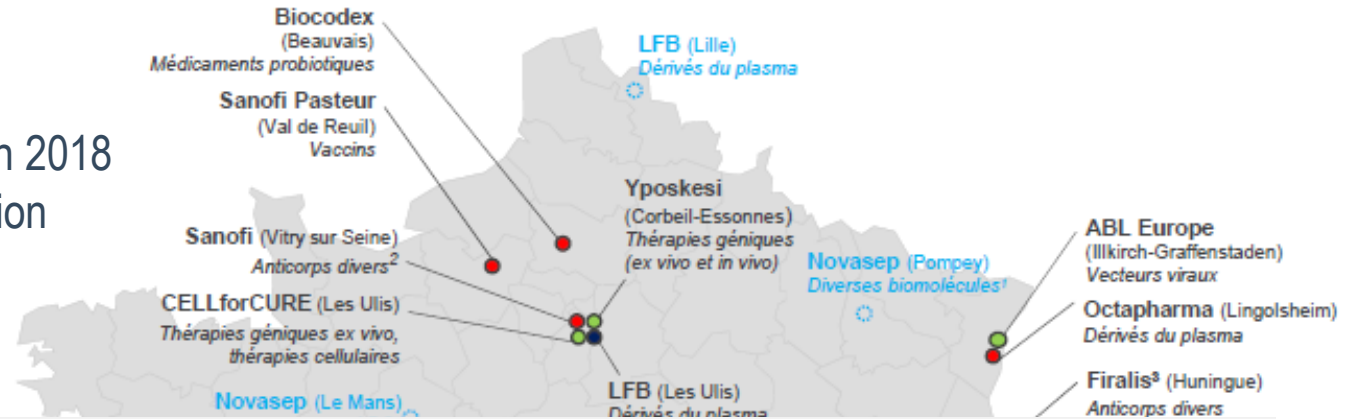 n 2018
ion
Biocodex
(Beauvais)
Médicaments probiotiques
Sanofi Pasteur
(Val de Reuil)
Vaccins
Sanofi (Vitry sur Seine)
Anticorps divers²
CELLforCURE (Les Ulis)
Thérapies géniques ex vivo,
thérapies cellulaires
Novasep (Le Mans)
LFB (Lille)
Dérivés du plasma
Yposkesi
(Corbeil-Essonnes)
Thérapies géniques
(ex vivo et in vivo)
LFB (Les Ulis)
Dérivés du plasma
Novasep (Pompey)
Diverses biomolécules¹
ABL Europe
(Illkirch-Graffenstaden)
Vecteurs viraux
Octapharma (Lingolsheim)
Dérivés du plasma
Firalis³ (Huningue)
Anticorps divers